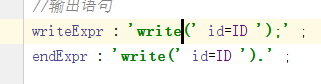 //输出语句
writeExpr : 'write(' id=ID ');' ;
endExpr : 'write(' id=ID ').' ;